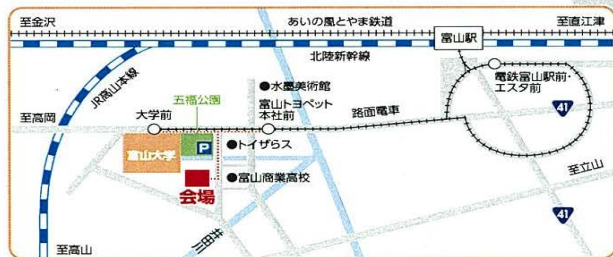 至金沢
あいの風とやま鉄道
至直江津
富山駅
北陸新幹線
JR高山本線
水墨美術館
電鉄富山駅前・
エスタ前
五福公園
富山トヨペット
本社前
大学前
路面電車
41
至高岡
富山大学
P
トイザらス
至立山
会場
富山商業高校
41
井田川
至高山